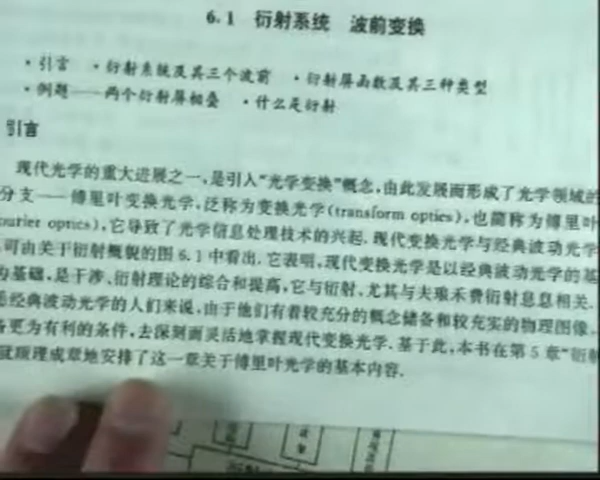 6.1 衍射系统 波前变换
·引言 ·衍射系统及其三个波前 ·衍射屏函数及其三种类型
·例题——两个衍射屏相叠 ·什么是衍射
引言
现代光学的重大进展之一,是引入“光学变换”概念,由此发展而形成了光学领域的
分支——傅里叶变换光学,泛称为变换光学(transform optics),也简称为傅里叶
ourier optics),它导致了光学信息处理技术的兴起.现代变换光学与经典波动光学
可由关于衍射概貌的图6.1中看出.它表明,现代变换光学是以经典波动光学的基
为基础,是干涉、衍射理论的综合和提高,它与衍射、尤其与夫琅禾费衍射息息相关.
悉经典波动光学的人们来说,由于他们有着较充分的概念储备和较充实的物理图像,
备更为有利的条件,去深刻而灵活地掌握现代变换光学.基于此,本书在第5章“衍射
就顺理成章地安排了这一章关于傅里叶光学的基本内容.